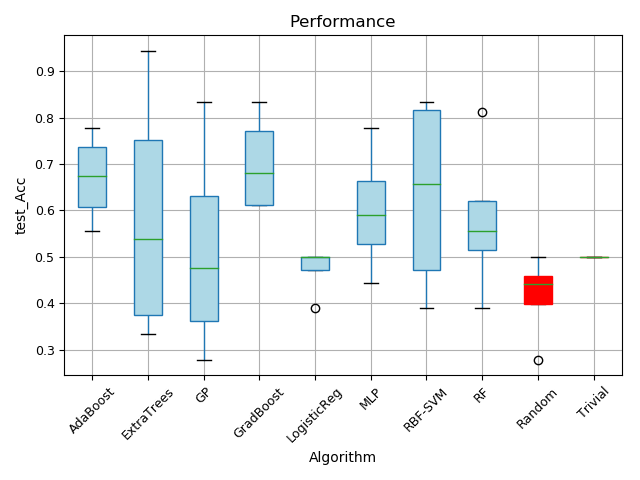 Performance
test_Acc
0.9
0.8
0.7
0.6
0.5
0.4
0.3
AdaBoost
ExtraTrees
GP
GradBoost
LogisticReg
MLP
RBF-SVM
RF
Random
Trivial
Algorithm